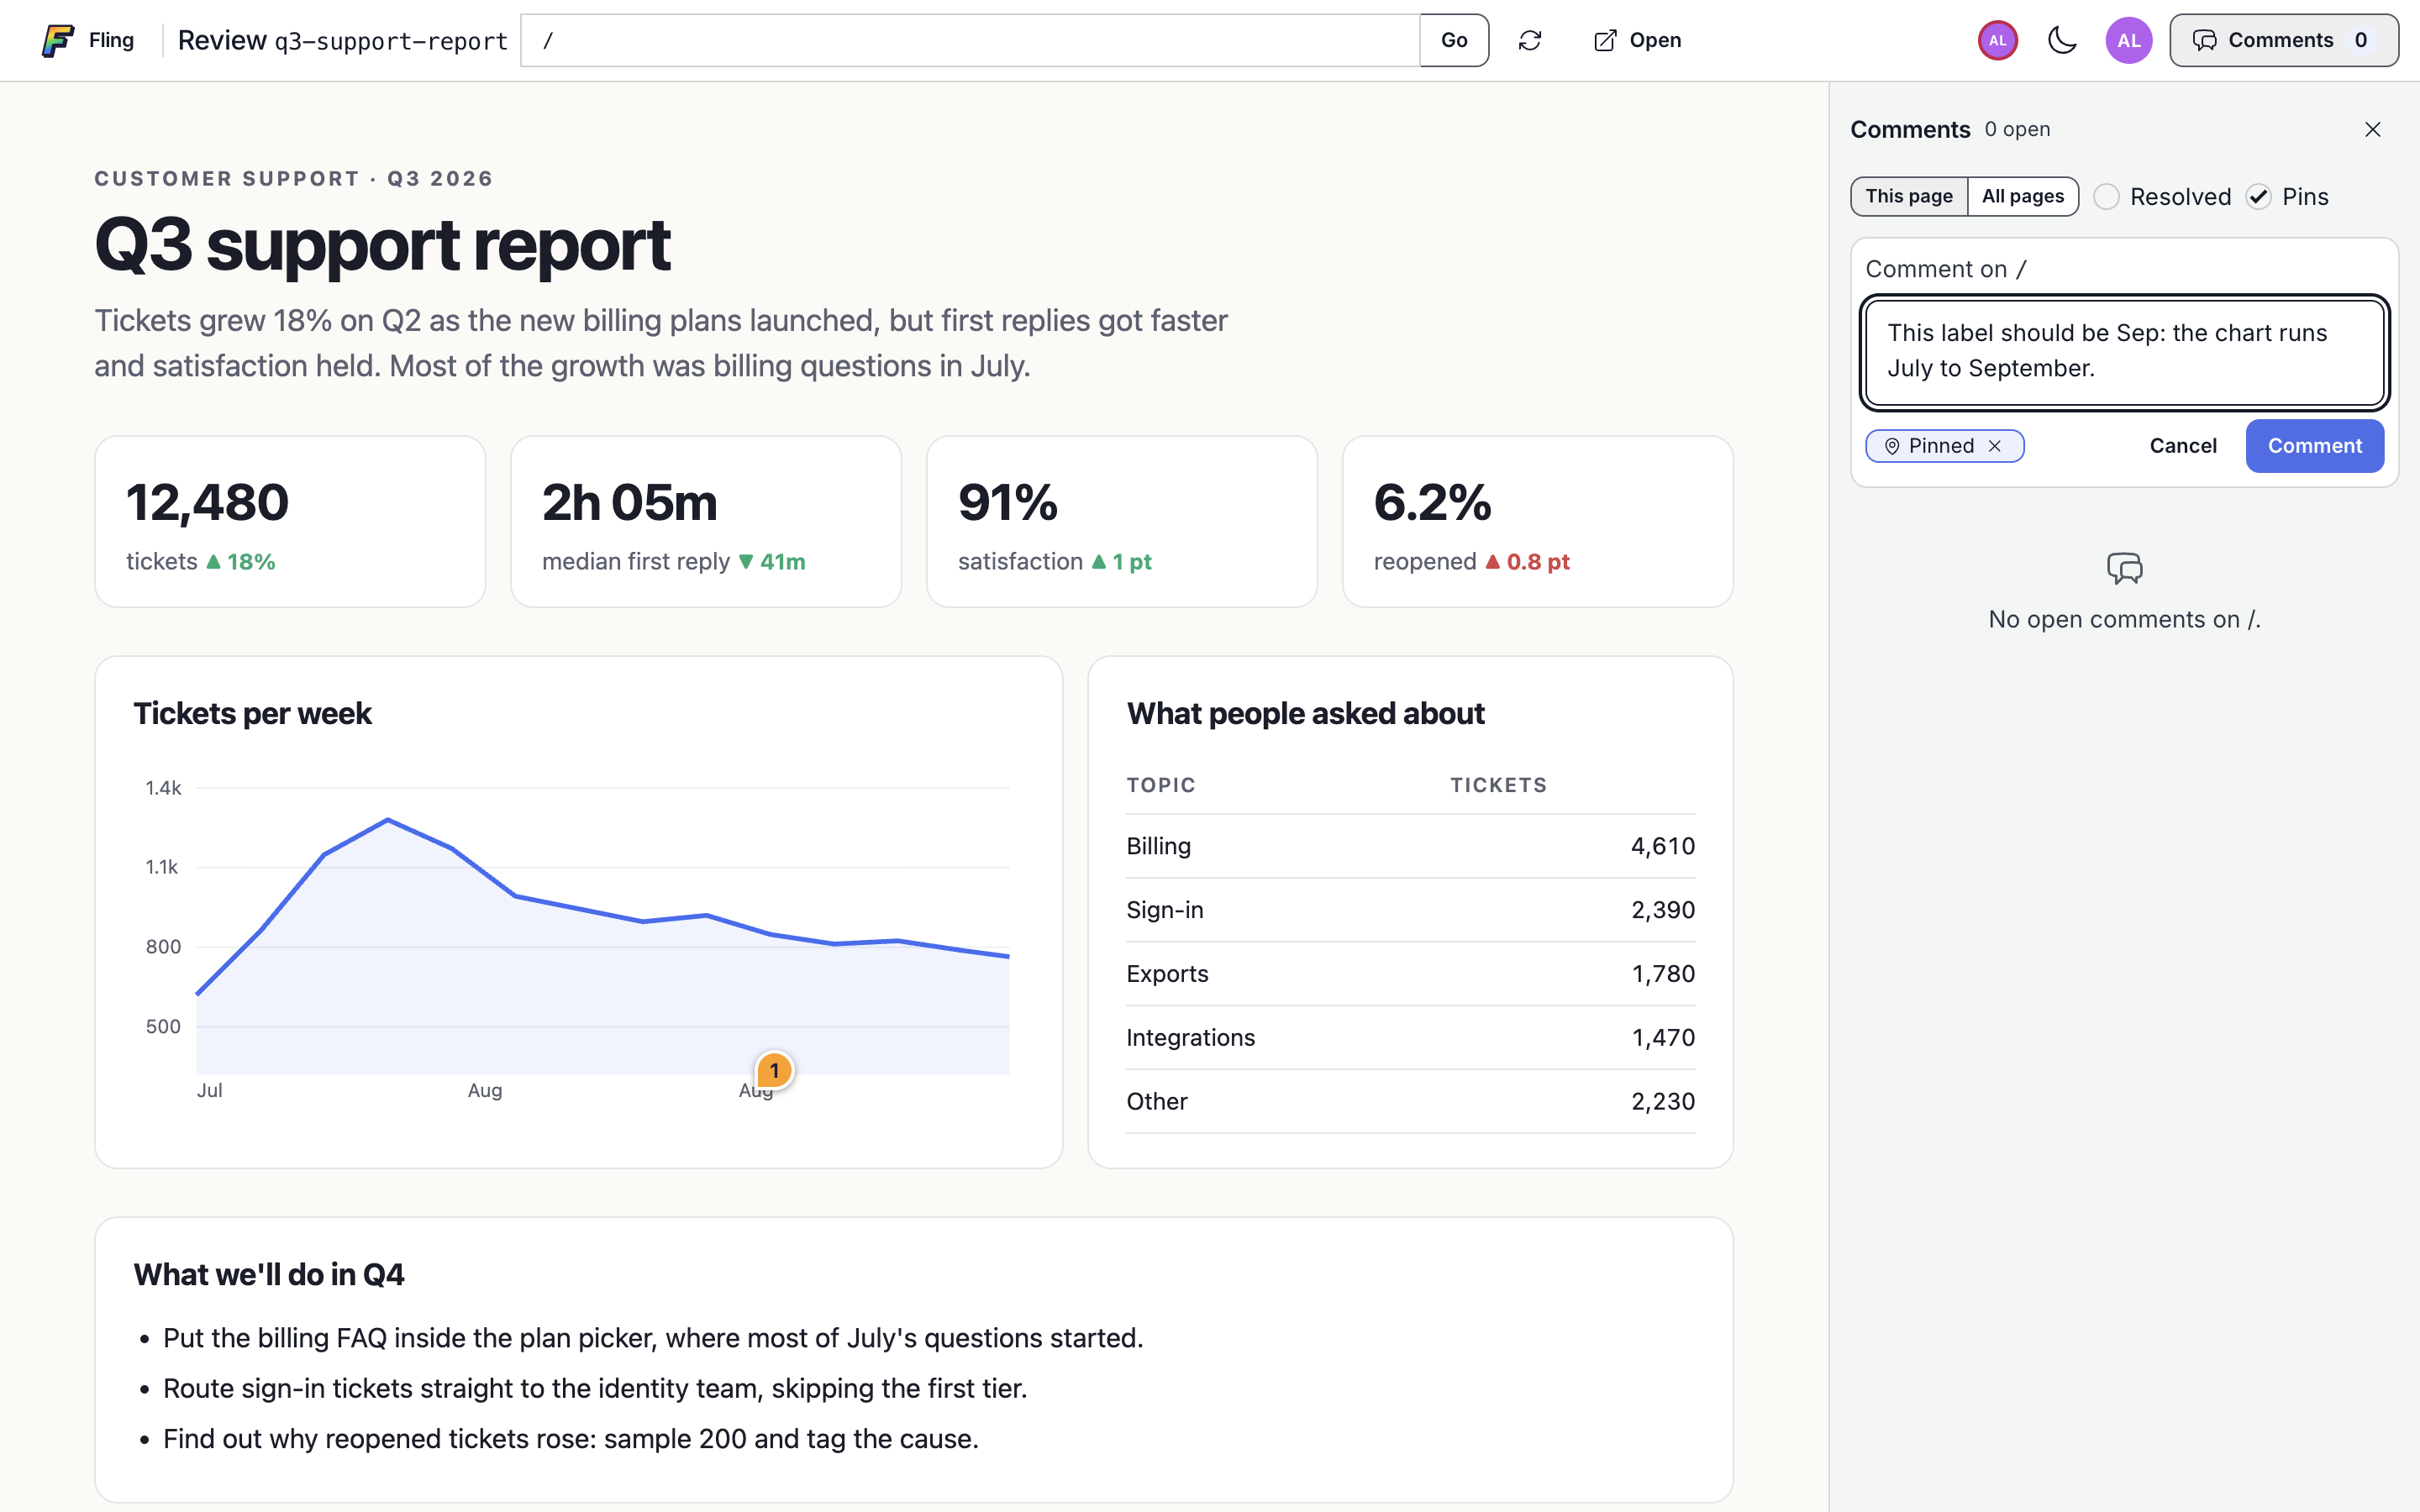 Fling
Review q3-support-report
/
Go
Open
AL
AL
Comments 0
CUSTOMER SUPPORT · Q3 2026
Q3 support report
Tickets grew 18% on Q2 as the new billing plans launched, but first replies got faster
and satisfaction held. Most of the growth was billing questions in July.
12,480
tickets ▲ 18%
2h 05m
median first reply ▼ 41m
91%
satisfaction ▲ 1 pt
6.2%
reopened ▲ 0.8 pt
Tickets per week
1.4k
1.1k
800
500
Jul
Aug
Aug
1
What people asked about
TOPIC TICKETS
Billing 4,610
Sign-in 2,390
Exports 1,780
Integrations 1,470
Other 2,230
What we'll do in Q4
• Put the billing FAQ inside the plan picker, where most of July's questions started.
• Route sign-in tickets straight to the identity team, skipping the first tier.
• Find out why reopened tickets rose: sample 200 and tag the cause.
Comments 0 open
This page All pages Resolved Pins
Comment on /
This label should be Sep: the chart runs
July to September.
Pinned
Cancel
Comment
No open comments on /.